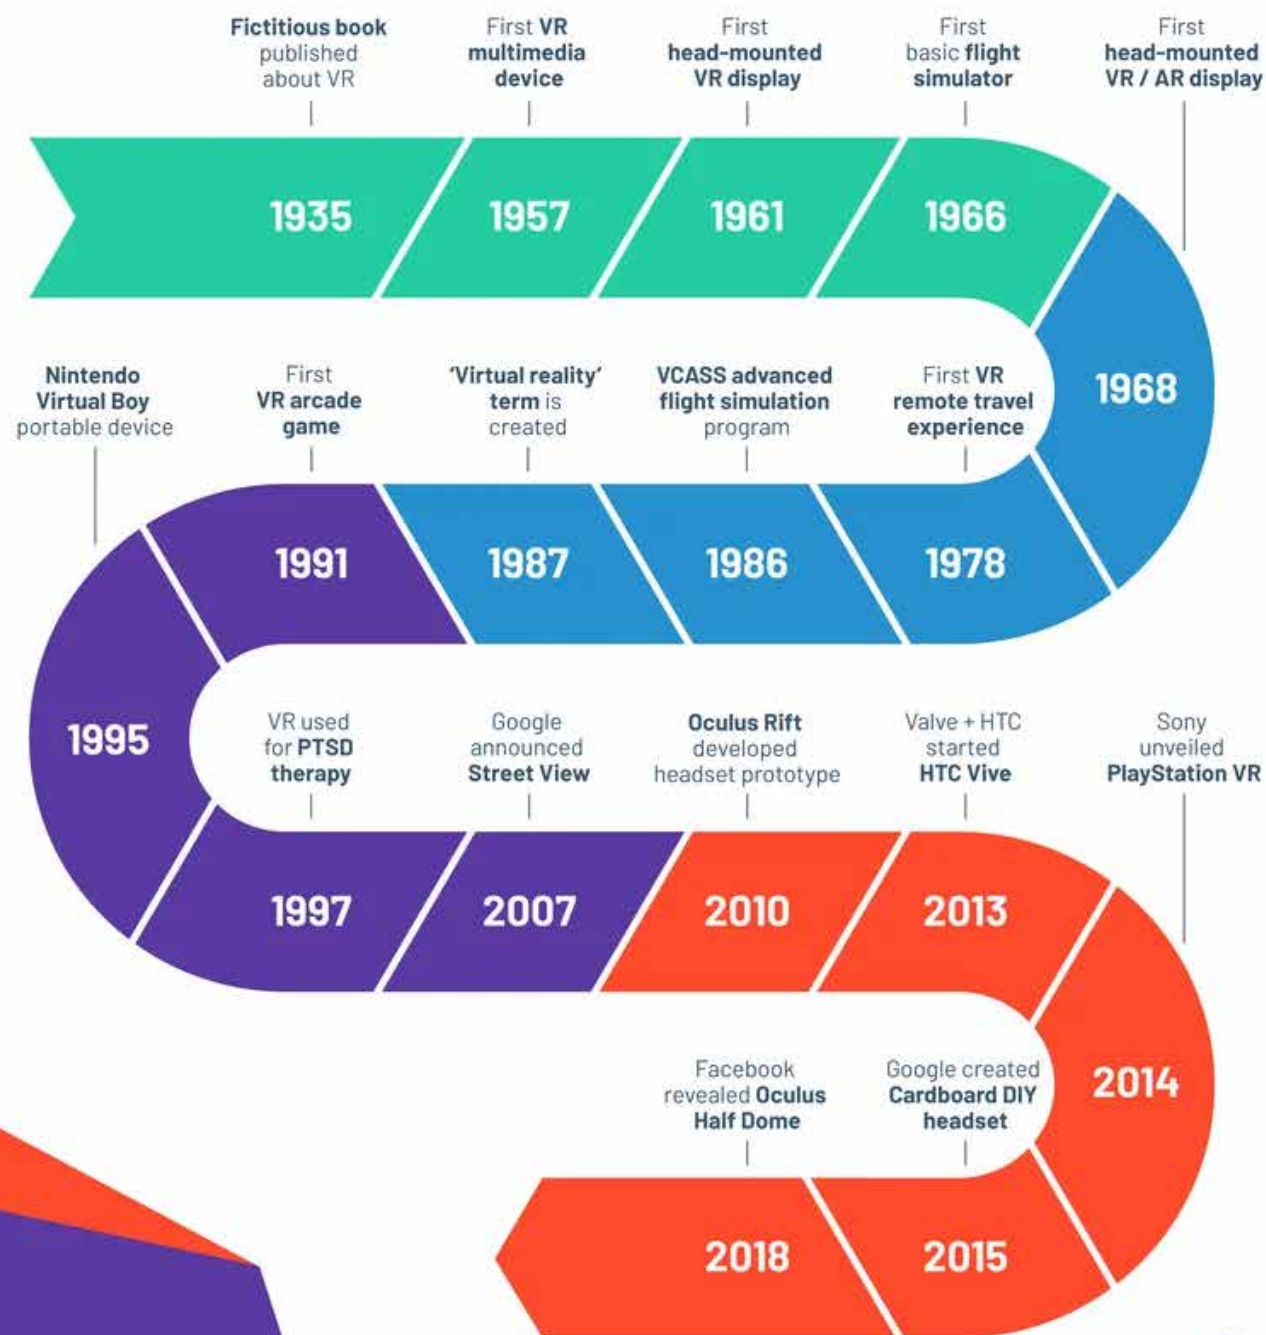 Fictitious book
published
about VR
First VR
multimedia
device
First
head-mounted
VR display
First
basic flight
simulator
First
head-mounted
VR / AR display
1935
1957
1961
1966
1968
Nintendo
Virtual Boy
portable device
First
VR arcade
game
'Virtual reality'
term is
created
VCASS advanced
flight simulation
program
First VR
remote travel
experience
1991
1987
1986
1978
1995
VR used
for PTSD
therapy
Google
announced
Street View
Oculus Rift
developed
headset prototype
Valve + HTC
started
HTC Vive
Sony
unveiled
PlayStation VR
1997
2007
2010
2013
2014
Facebook
revealed Oculus
Half Dome
Google created
Cardboard DIY
headset
2018
2015